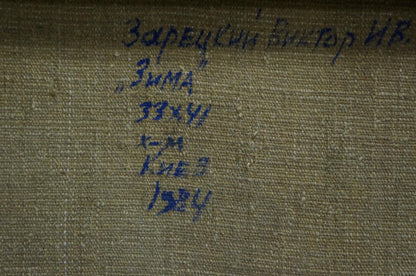 Зарецкий Виктор ИВ.
„Зима"
33х41
х-м
Киев
1984